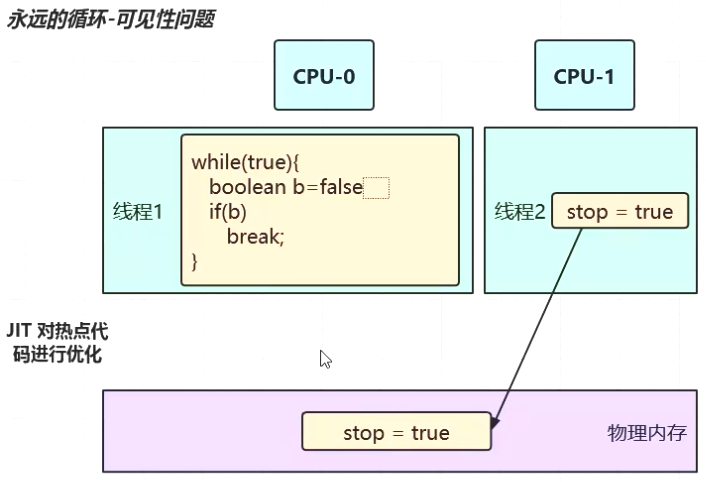 永远的循环-可见性问题
CPU-0
CPU-1
线程1
while(true){
boolean b=false
if(b)
break;
}
线程2
stop = true
JIT 对热点代
码进行优化
stop = true
物理内存